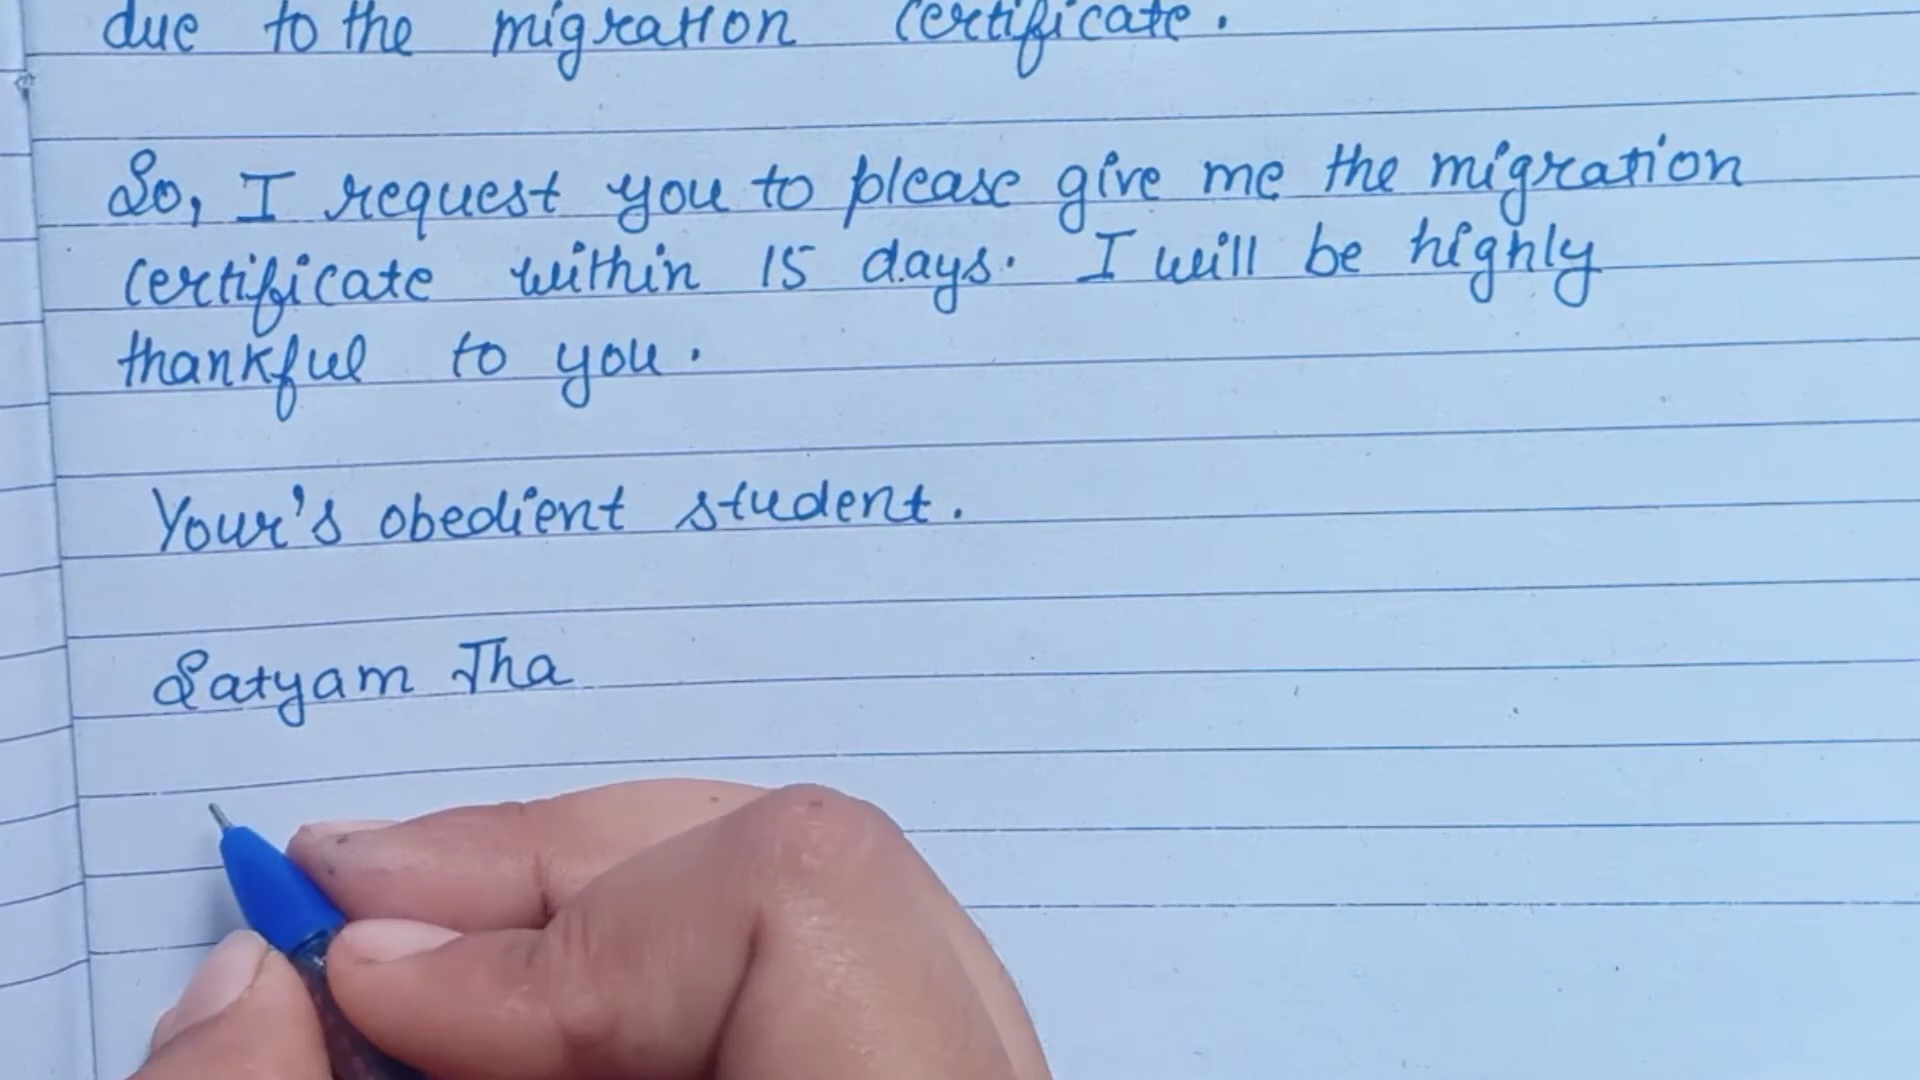 due to the migration certificate.
So, I request you to please give me the migration
certificate within 15 days. I will be highly
thankful to you.
Your's obedient student.
Satyam Jha